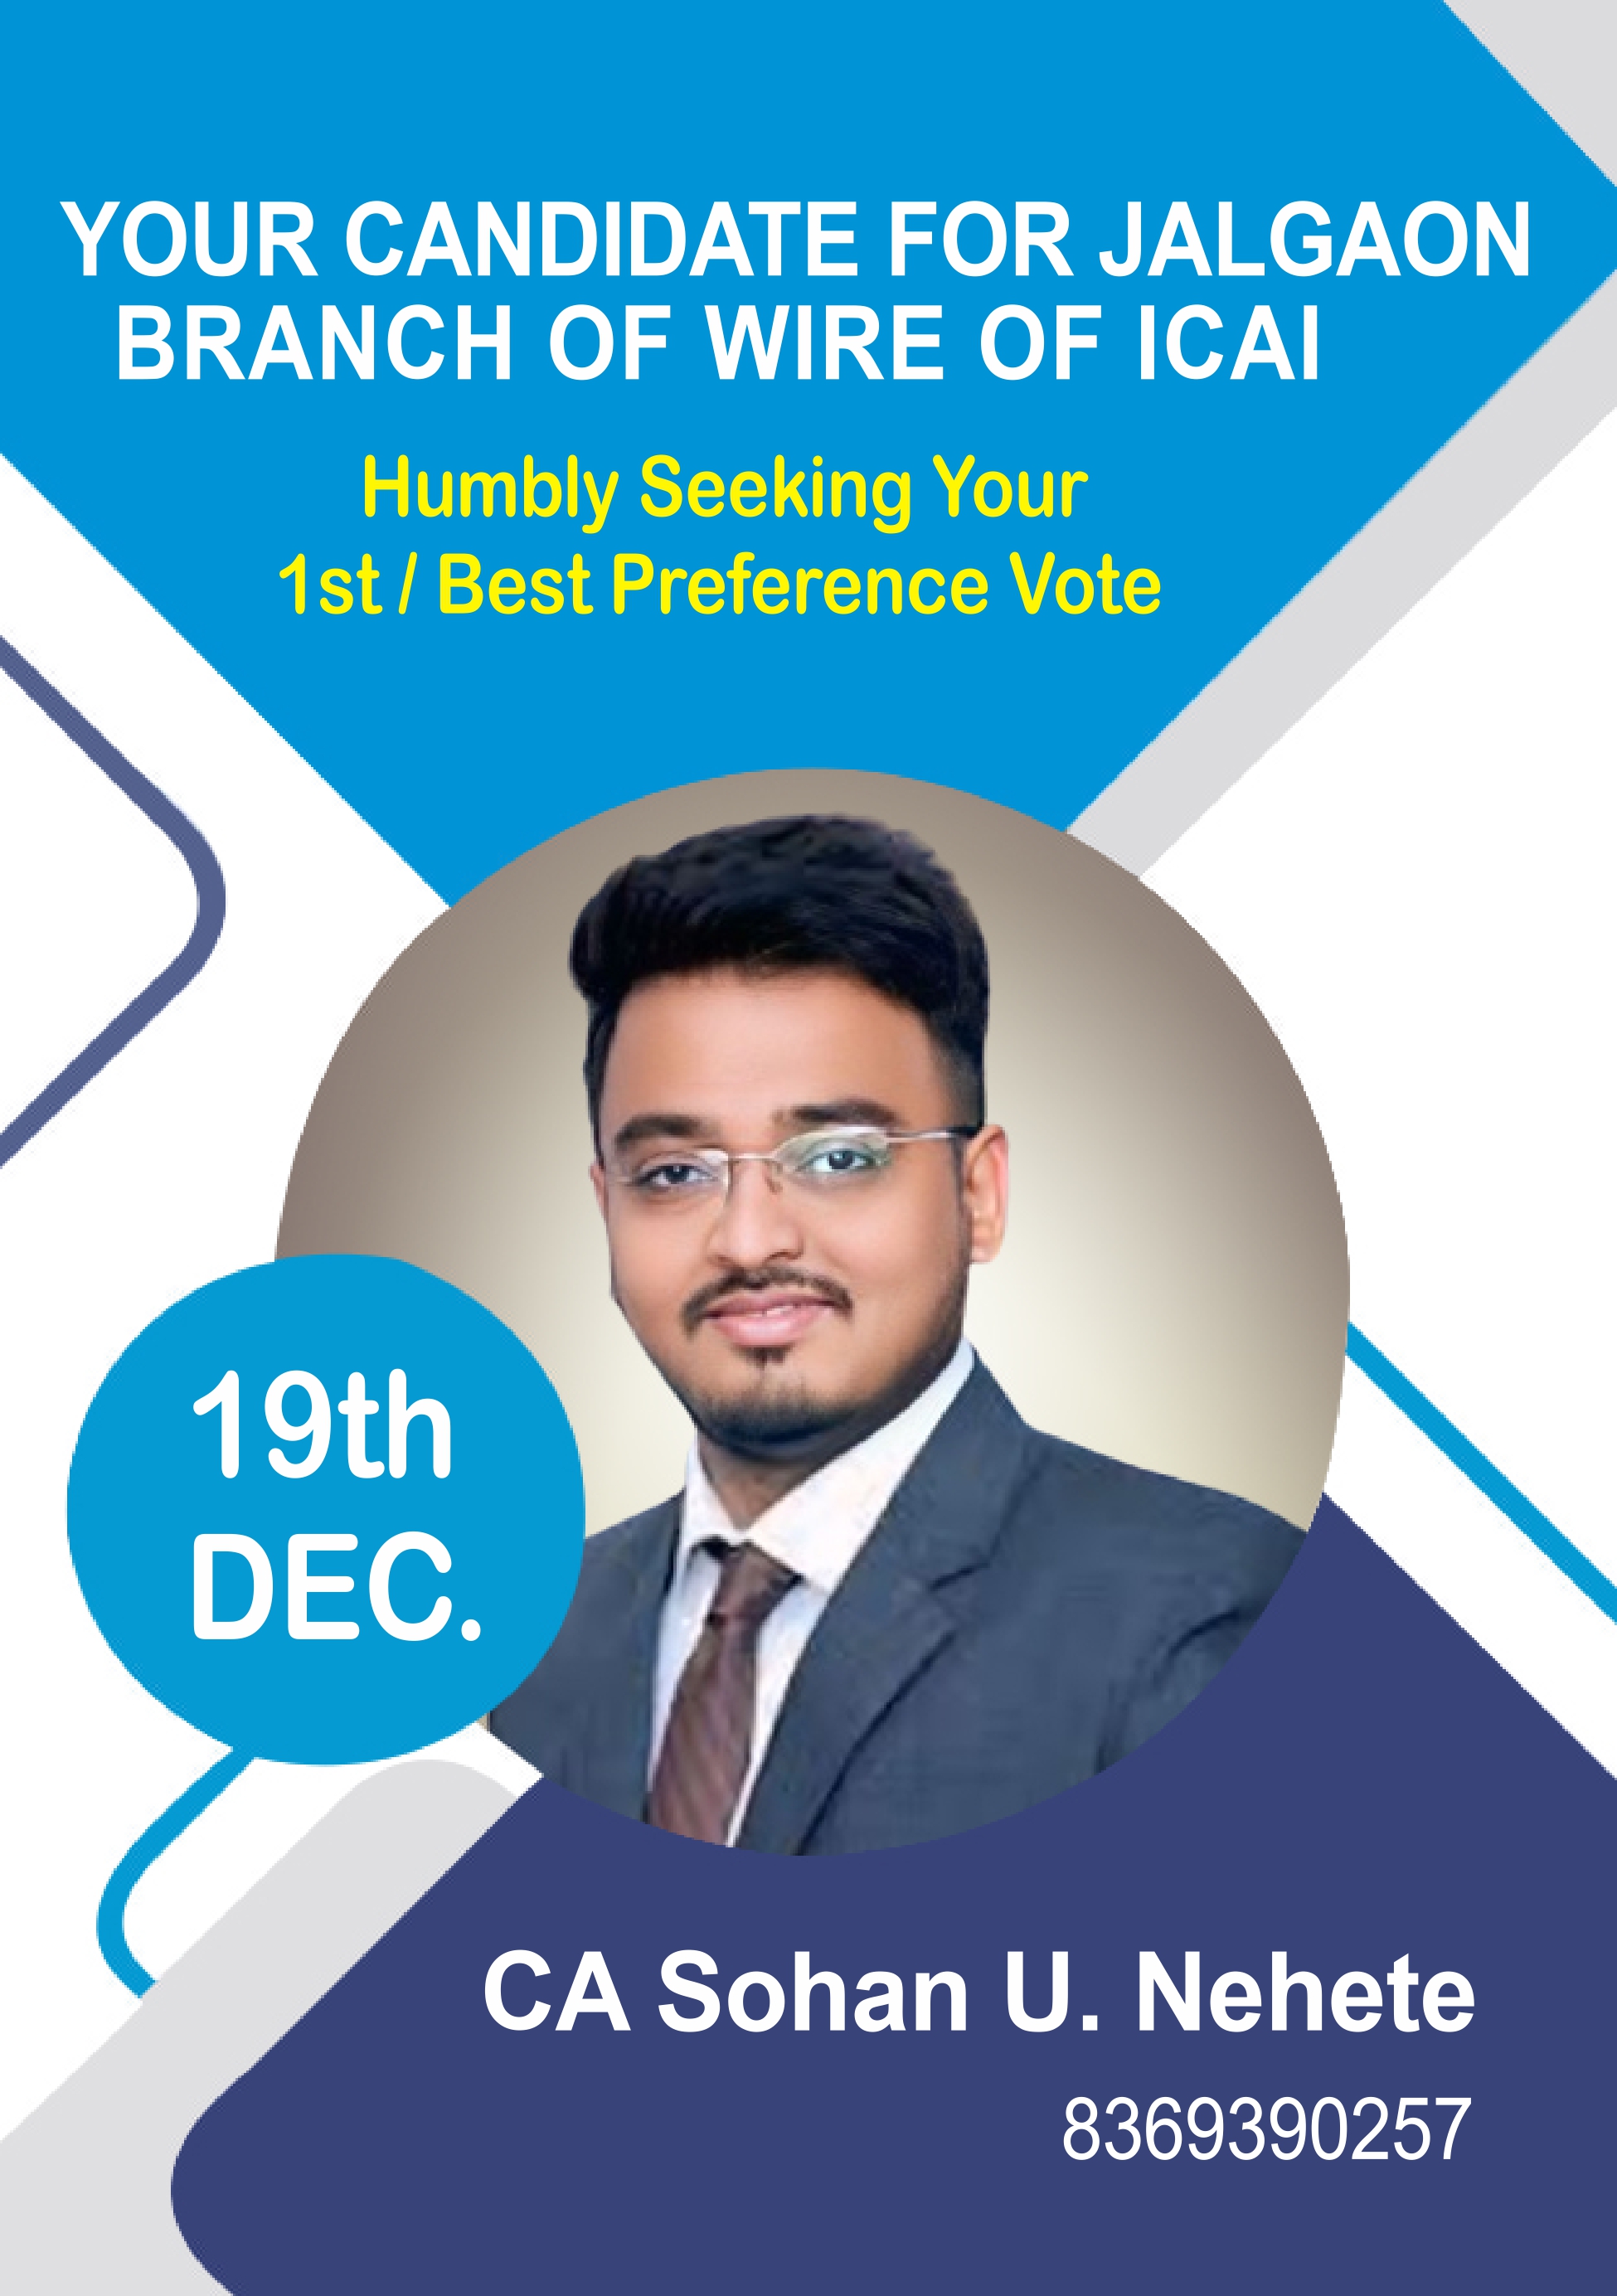 YOUR CANDIDATE FOR JALGAON
BRANCH OF WIRE OF ICAI
Humbly Seeking Your
1st / Best Preference Vote
19th
DEC.
CA Sohan U. Nehete
8369390257